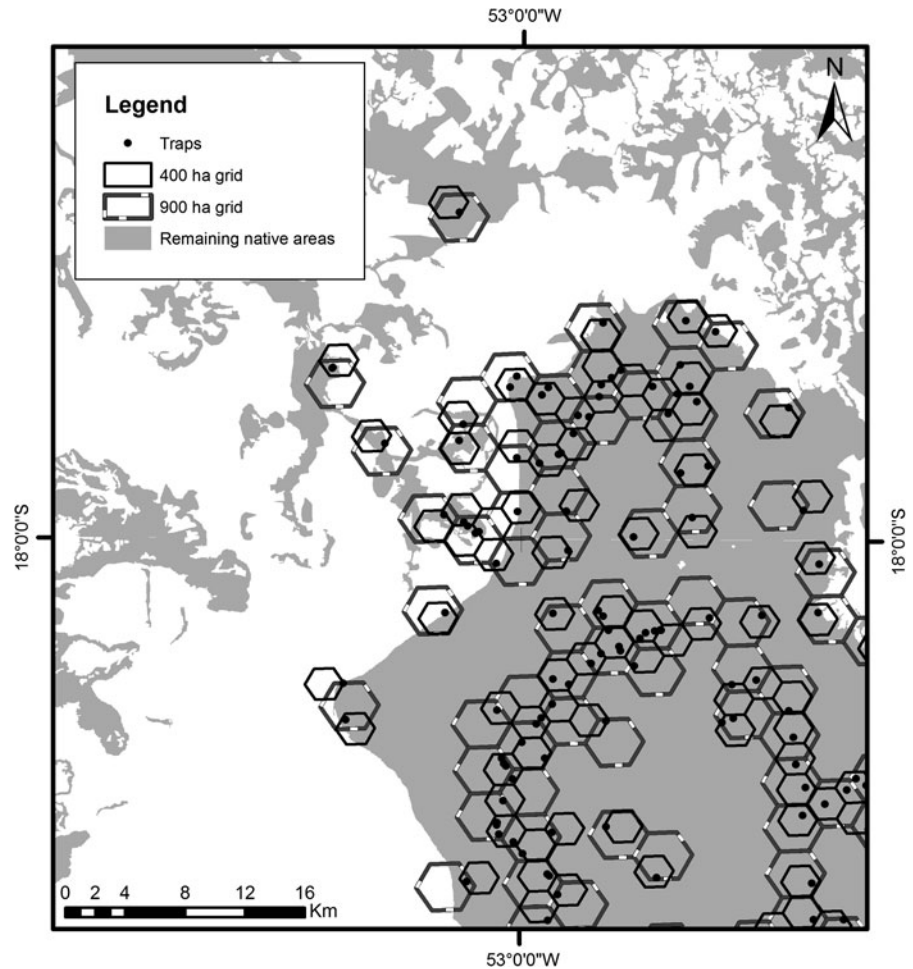 53°0'0"W
N
Legend
Traps
400 ha grid
900 ha grid
Remaining native areas
18°0'0"S
18°0'0"S
0 2 4 8 12 16
Km
53°0'0"W